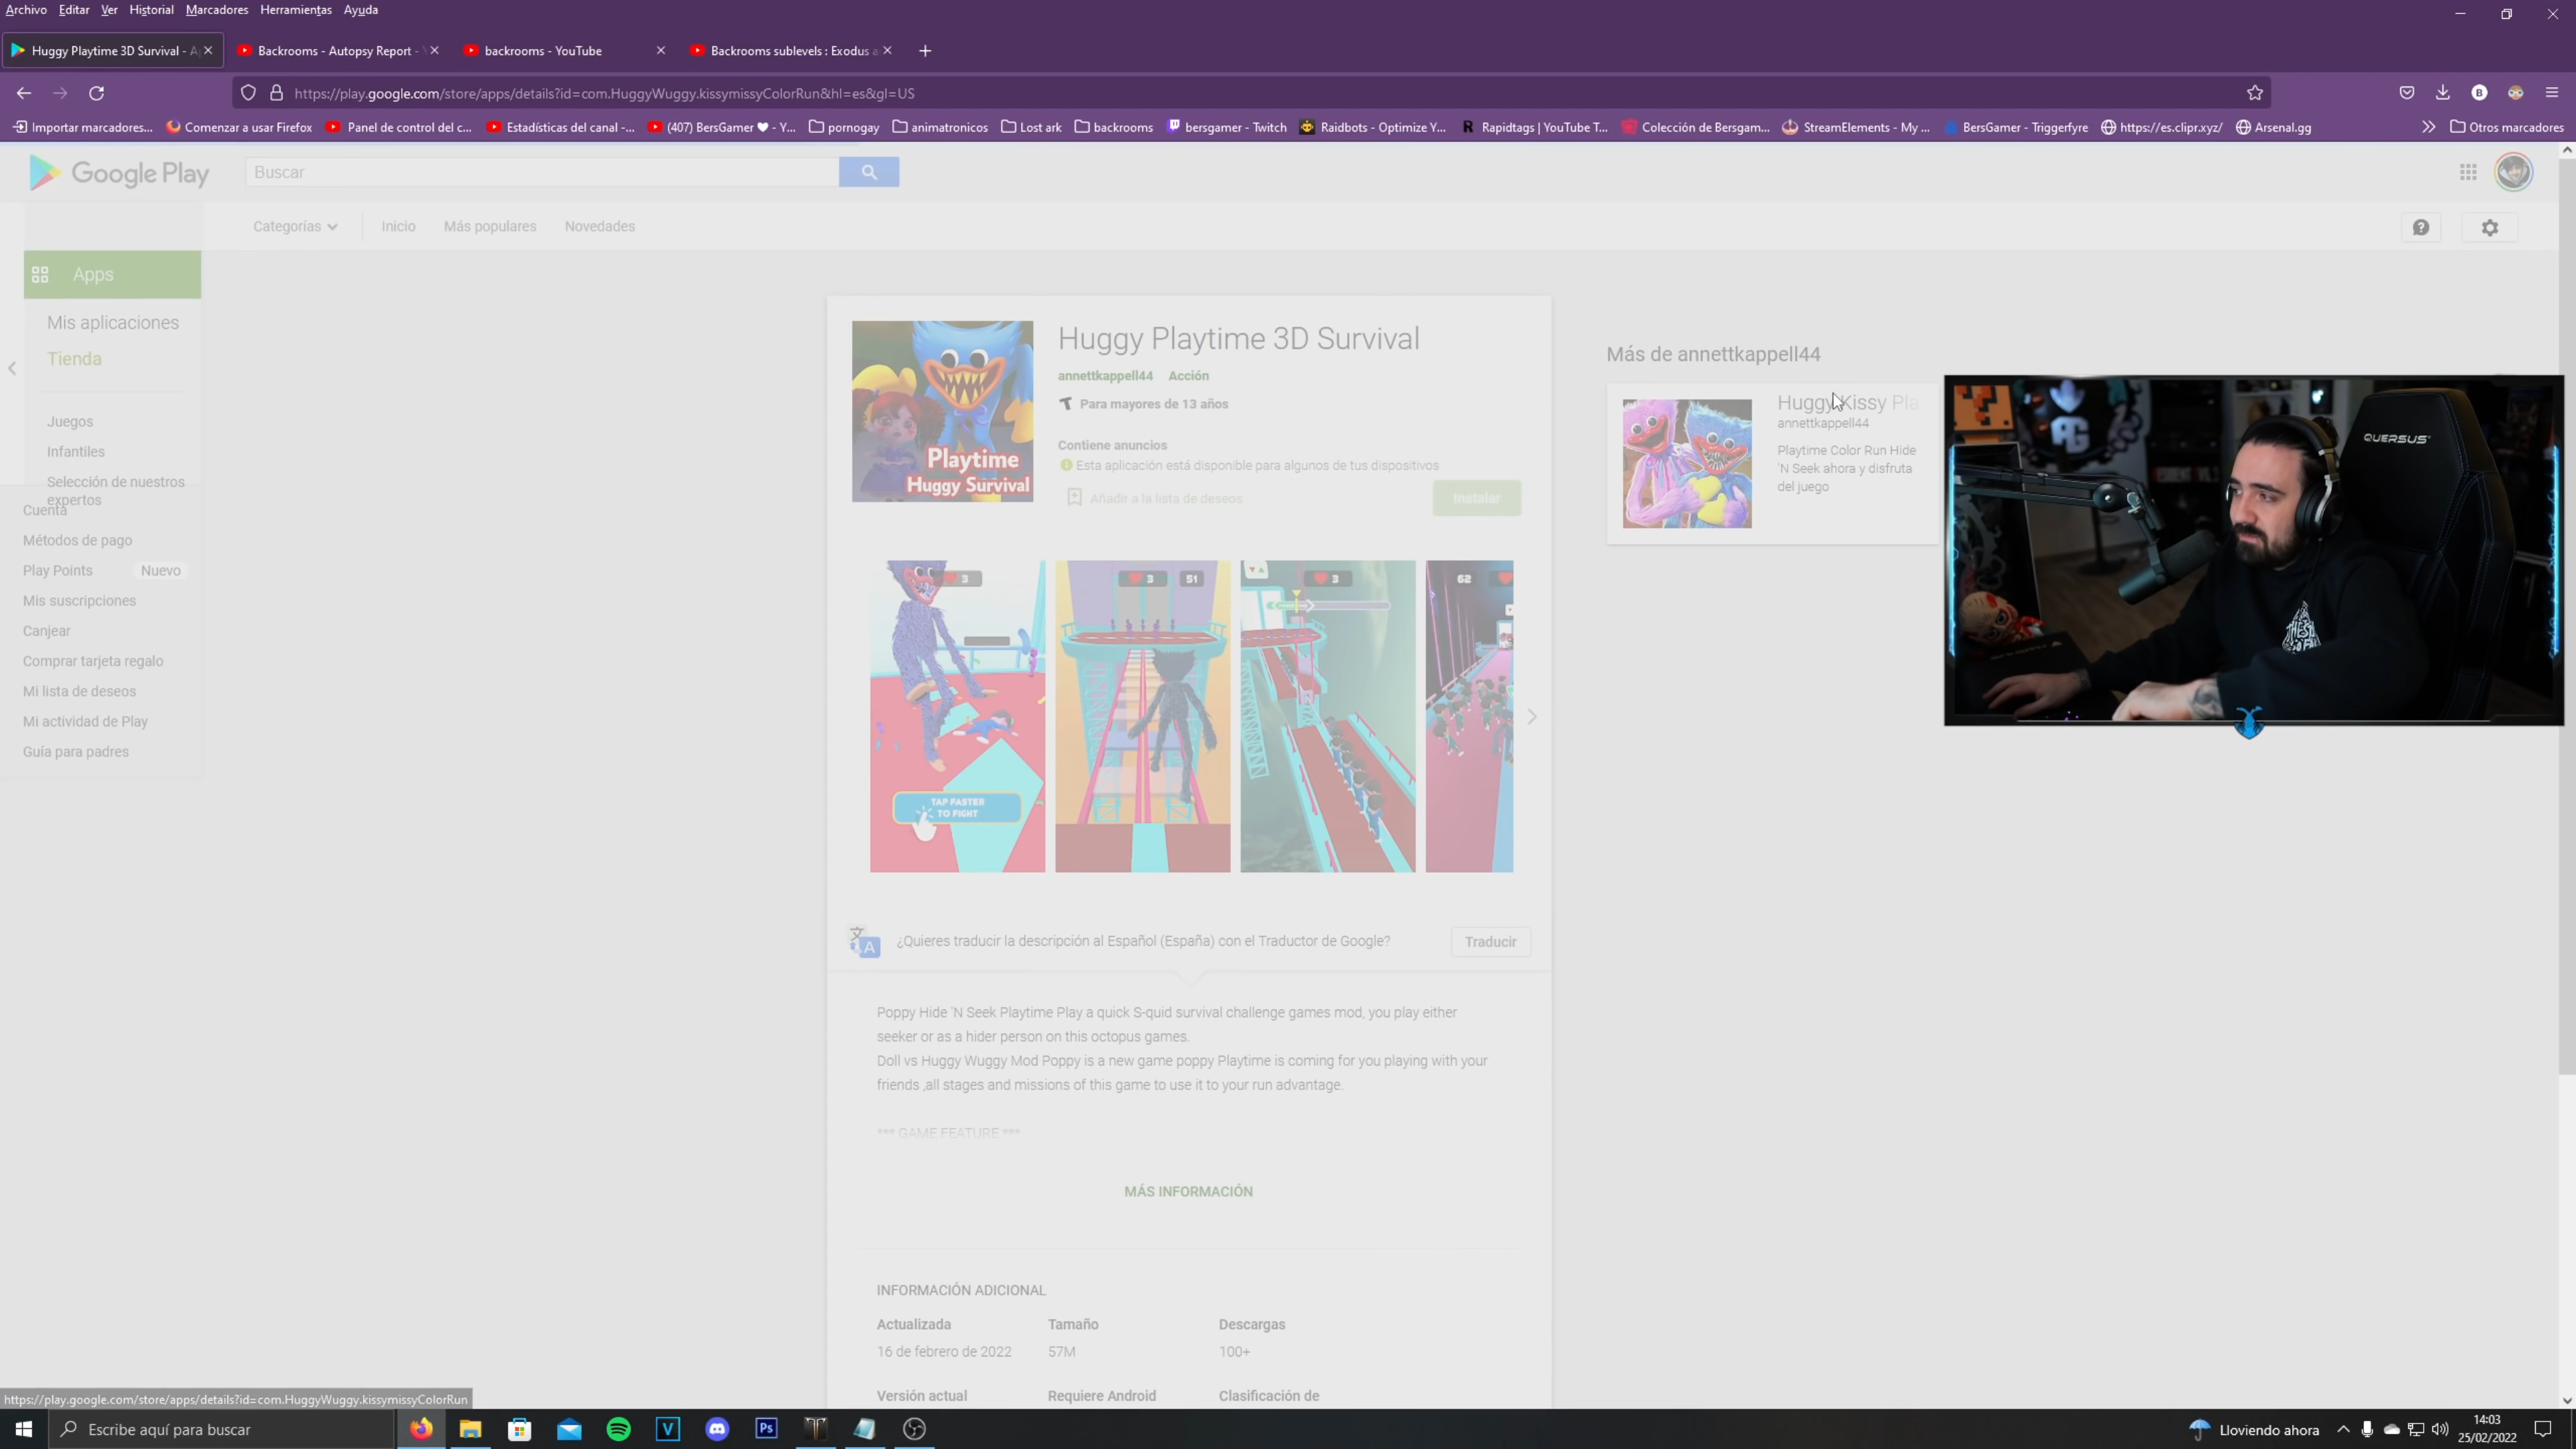 Archivo Editar Ver Historial Marcadores Herramientas Ayuda
Huggy Playtime 3D Survival - A
Backrooms - Autopsy Report -
backrooms - YouTube
Backrooms sublevels : Exodus a
https://play.google.com/store/apps/details?id=com.HuggyWuggy.kissymissyColorRun&hl=es&gl=US
Importar marcadores... Comenzar a usar Firefox Panel de control del c... Estadísticas del canal -... (407) BersGamer ♥ - Y... pornogay animatronicos Lost ark backrooms bersgamer - Twitch Raidbots - Optimize Y... Rapidtags | YouTube T... Colección de Bersgam... StreamElements - My ... BersGamer - Triggerfyre https://es.clipr.xyz/ Arsenal.gg Otros marcadores
Google Play
Buscar
Categorías Inicio Más populares Novedades
Apps
Mis aplicaciones
Tienda
Juegos
Infantiles
Selección de nuestros
expertos
Cuenta
Métodos de pago
Play Points Nuevo
Mis suscripciones
Canjear
Comprar tarjeta regalo
Mi lista de deseos
Mi actividad de Play
Guía para padres
Playtime
Huggy Survival
Huggy Playtime 3D Survival
annettkappell44 Acción
T Para mayores de 13 años
Contiene anuncios
Esta aplicación está disponible para algunos de tus dispositivos
Añadir a la lista de deseos
Instalar
Más de annettkappell44
Huggy Kissy Pla
annettkappell44
Playtime Color Run Hide
'N Seek ahora y disfruta
del juego
QUERSUS
3
3 51
3
62
TAP FASTER
TO FIGHT
¿Quieres traducir la descripción al Español (España) con el Traductor de Google?
Traducir
Poppy Hide 'N Seek Playtime Play a quick S-quid survival challenge games mod, you play either
seeker or as a hider person on this octopus games.
Doll vs Huggy Wuggy Mod Poppy is a new game poppy Playtime is coming for you playing with your
friends ,all stages and missions of this game to use it to your run advantage.
*** GAME FEATURE ***
MÁS INFORMACIÓN
INFORMACIÓN ADICIONAL
Actualizada Tamaño Descargas
16 de febrero de 2022 57M 100+
Versión actual Requiere Android Clasificación de
https://play.google.com/store/apps/details?id=com.HuggyWuggy.kissymissyColorRun
Escribe aquí para buscar
Lloviendo ahora
14:03
25/02/2022